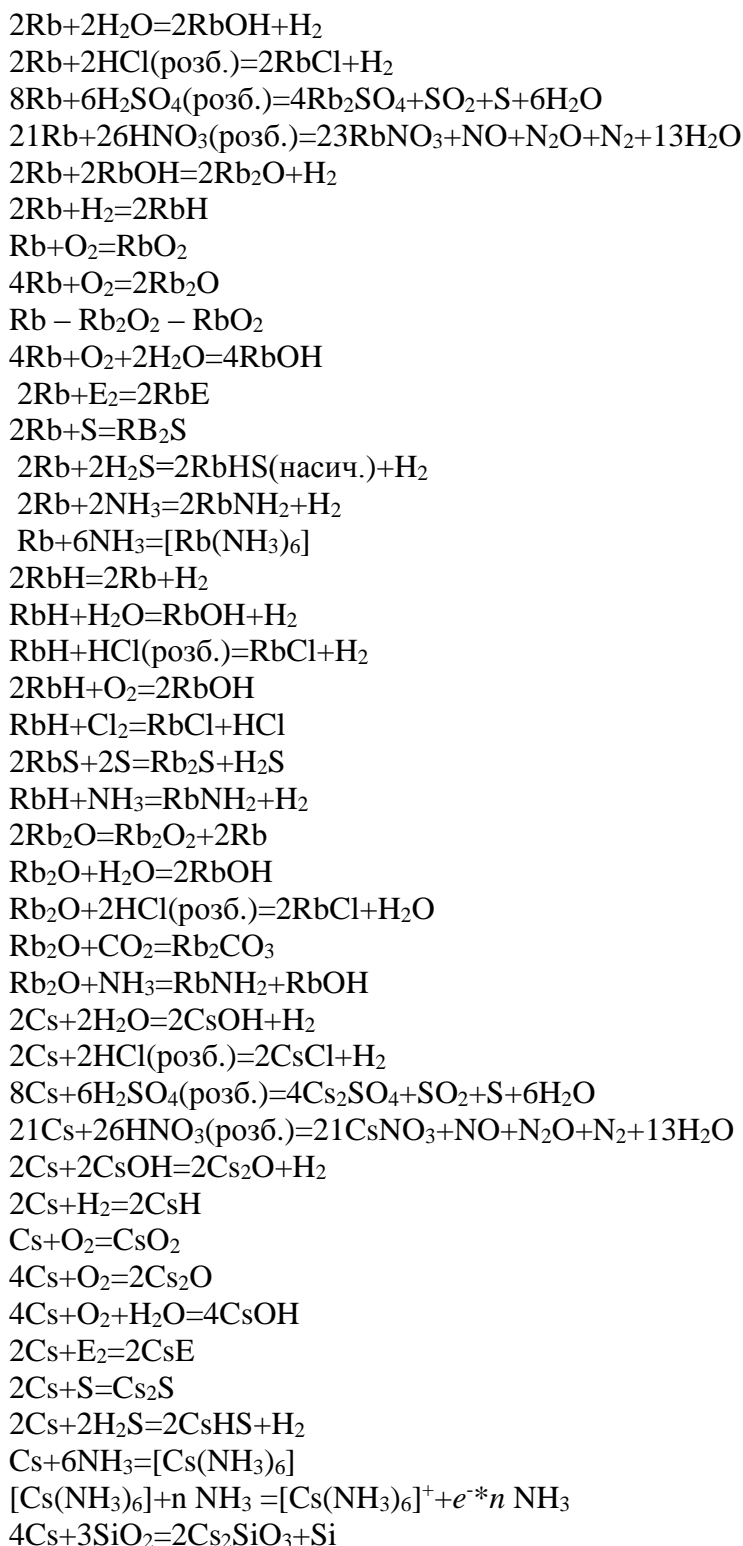 2Rb+2H₂O=2RbOH+H₂
2Rb+2HCl(розб.)=2RbCl+H₂
8Rb+6H₂SO₄(розб.)=4Rb₂SO₄+SO₂+S+6H₂O
21Rb+26HNO₃(розб.)=23RbNO₃+NO+N₂O+N₂+13H₂O
2Rb+2RbOH=2Rb₂O+H₂
2Rb+H₂=2RbH
Rb+O₂=RbO₂
4Rb+O₂=2Rb₂O
Rb – Rb₂O₂ – RbO₂
4Rb+O₂+2H₂O=4RbOH
2Rb+E₂=2RbE
2Rb+S=RB₂S
2Rb+2H₂S=2RbHS(насич.)+H₂
2Rb+2NH₃=2RbNH₂+H₂
Rb+6NH₃=[Rb(NH₃)₆]
2RbH=2Rb+H₂
RbH+H₂O=RbOH+H₂
RbH+HCl(розб.)=RbCl+H₂
2RbH+O₂=2RbOH
RbH+Cl₂=RbCl+HCl
2RbS+2S=Rb₂S+H₂S
RbH+NH₃=RbNH₂+H₂
2Rb₂O=Rb₂O₂+2Rb
Rb₂O+H₂O=2RbOH
Rb₂O+2HCl(розб.)=2RbCl+H₂O
Rb₂O+CO₂=Rb₂CO₃
Rb₂O+NH₃=RbNH₂+RbOH
2Cs+2H₂O=2CsOH+H₂
2Cs+2HCl(розб.)=2CsCl+H₂
8Cs+6H₂SO₄(розб.)=4Cs₂SO₄+SO₂+S+6H₂O
21Cs+26HNO₃(розб.)=21CsNO₃+NO+N₂O+N₂+13H₂O
2Cs+2CsOH=2Cs₂O+H₂
2Cs+H₂=2CsH
Cs+O₂=CsO₂
4Cs+O₂=2Cs₂O
4Cs+O₂+H₂O=4CsOH
2Cs+E₂=2CsE
2Cs+S=Cs₂S
2Cs+2H₂S=2CsHS+H₂
Cs+6NH₃=[Cs(NH₃)₆]
[Cs(NH₃)₆]+n NH₃ =[Cs(NH₃)₆]⁺+e⁻*n NH₃
4Cs+3SiO₂=2Cs₂SiO₃+Si